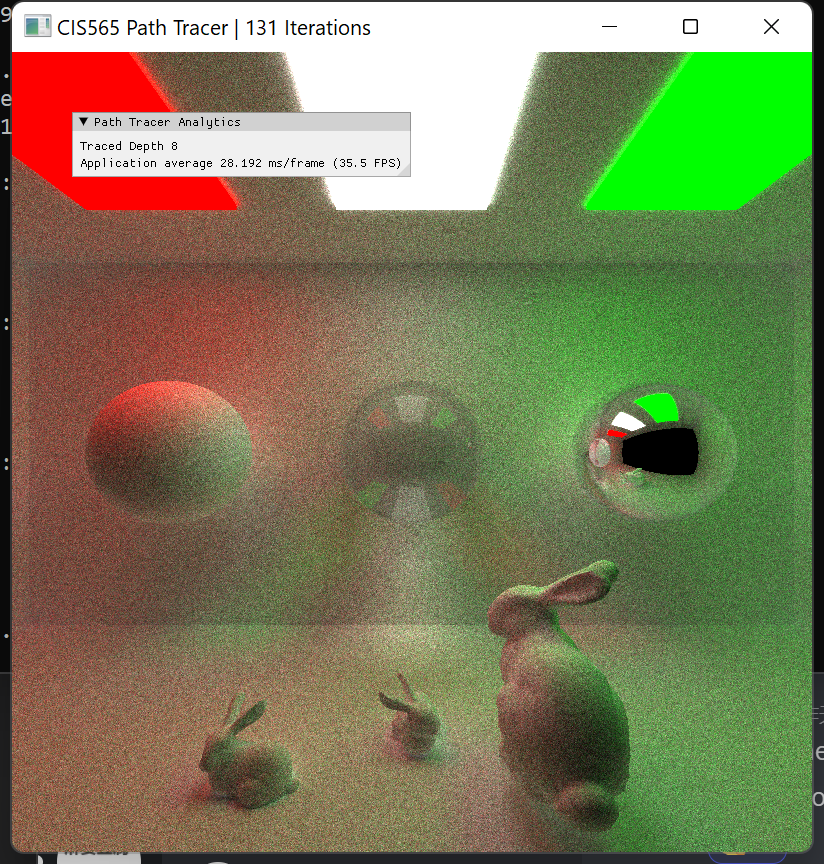 CIS565 Path Tracer | 131 Iterations
▼ Path Tracer Analytics
Traced Depth 8
Application average 28.192 ms/frame (35.5 FPS)